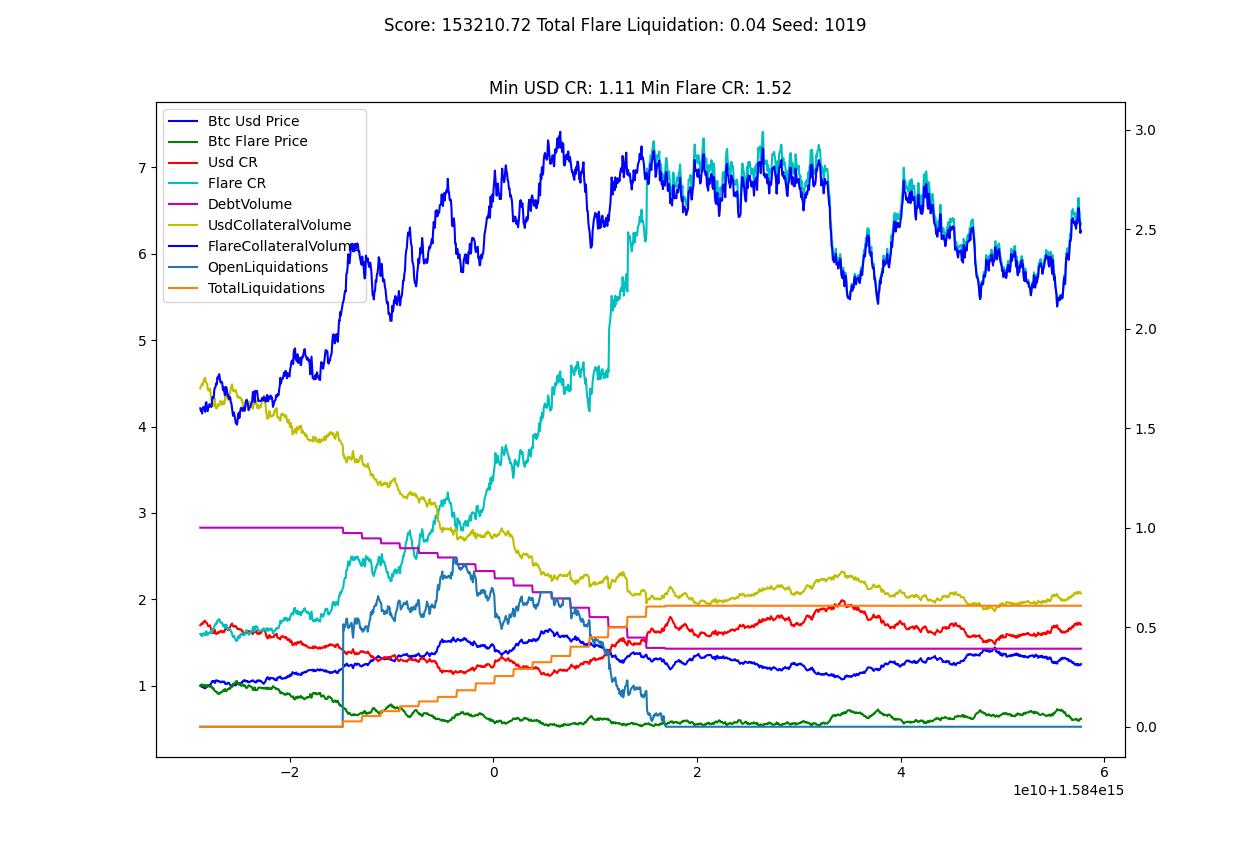 Score: 153210.72 Total Flare Liquidation: 0.04 Seed: 1019
Min USD CR: 1.11 Min Flare CR: 1.52
Btc Usd Price
Btc Flare Price
Usd CR
Flare CR
DebtVolume
UsdCollateralVolume
FlareCollateralVolume
OpenLiquidations
TotalLiquidations
7
6
5
4
3
2
1
3.0
2.5
2.0
1.5
1.0
0.5
0.0
−2 0 2 4 6
1e10+1.584e15